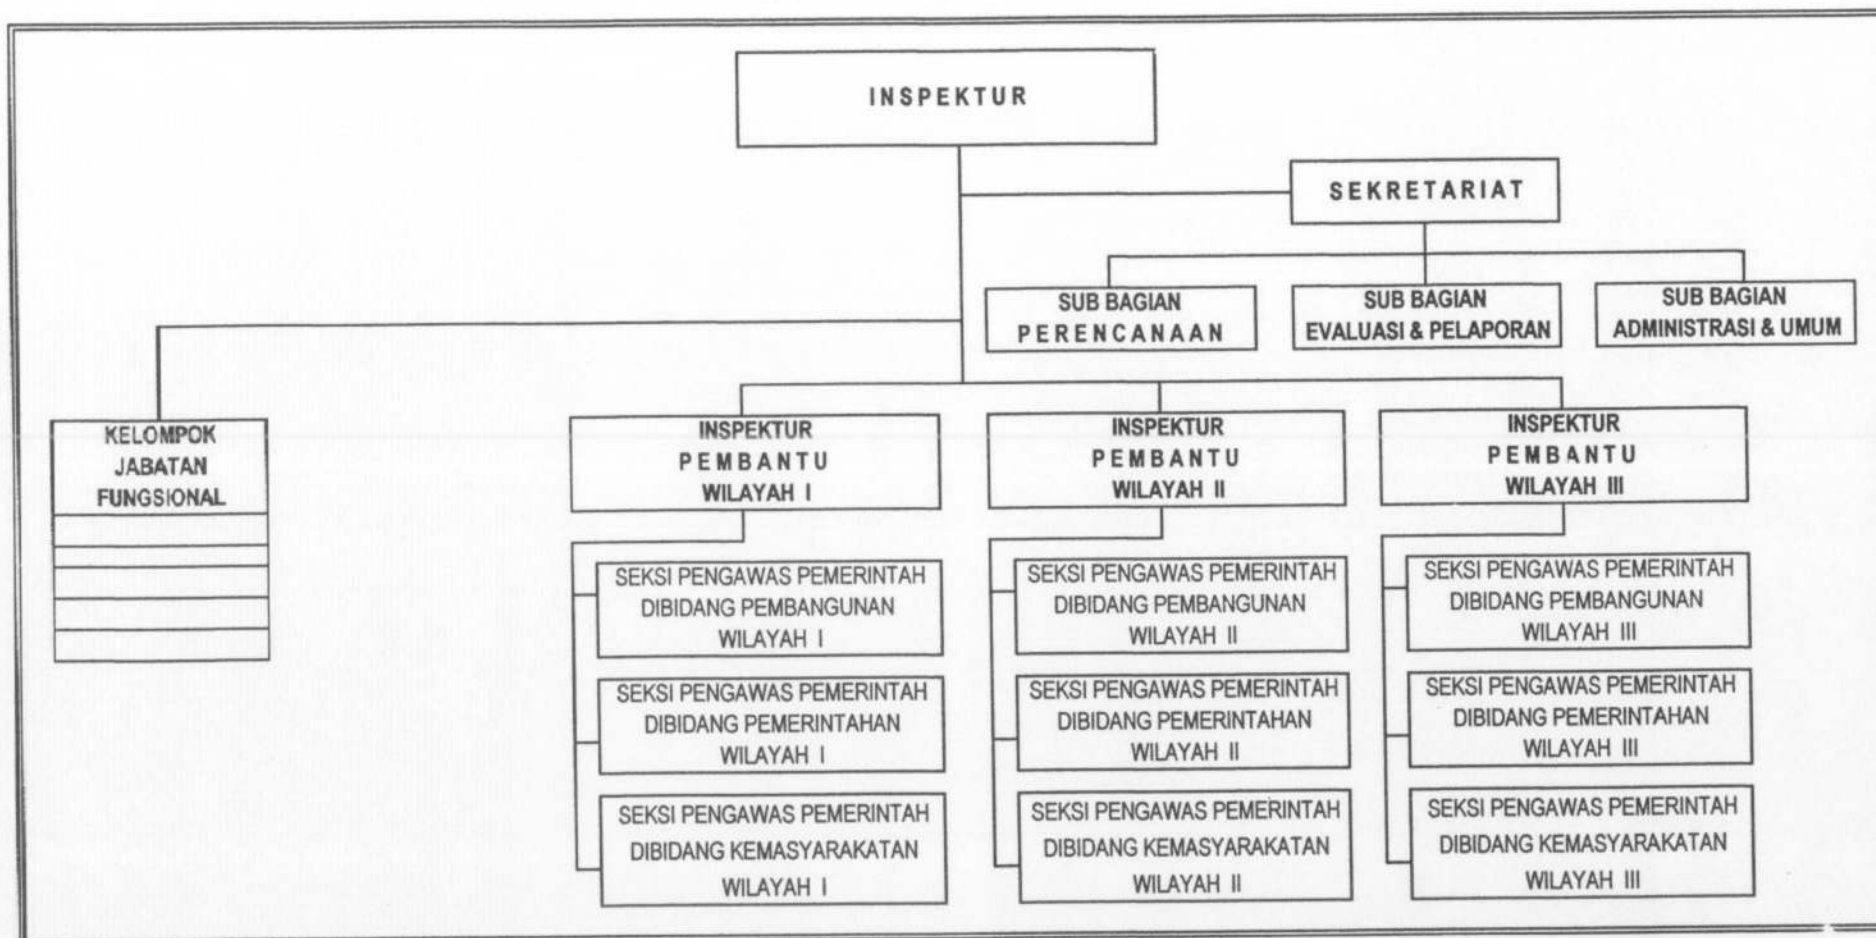 INSPEKTUR
SEKRETARIAT
SUB BAGIAN
PERENCANAAN
SUB BAGIAN
EVALUASI & PELAPORAN
SUB BAGIAN
ADMINISTRASI & UMUM
KELOMPOK
JABATAN
FUNGSIONAL
INSPEKTUR
PEMBANTU
WILAYAH I
INSPEKTUR
PEMBANTU
WILAYAH II
INSPEKTUR
PEMBANTU
WILAYAH III
SEKSI PENGAWAS PEMERINTAH
DIBIDANG PEMBANGUNAN
WILAYAH I
SEKSI PENGAWAS PEMERINTAH
DIBIDANG PEMERINTAHAN
WILAYAH I
SEKSI PENGAWAS PEMERINTAH
DIBIDANG KEMASYARAKATAN
WILAYAH I
SEKSI PENGAWAS PEMERINTAH
DIBIDANG PEMBANGUNAN
WILAYAH II
SEKSI PENGAWAS PEMERINTAH
DIBIDANG PEMERINTAHAN
WILAYAH II
SEKSI PENGAWAS PEMERINTAH
DIBIDANG KEMASYARAKATAN
WILAYAH II
SEKSI PENGAWAS PEMERINTAH
DIBIDANG PEMBANGUNAN
WILAYAH III
SEKSI PENGAWAS PEMERINTAH
DIBIDANG PEMERINTAHAN
WILAYAH III
SEKSI PENGAWAS PEMERINTAH
DIBIDANG KEMASYARAKATAN
WILAYAH III